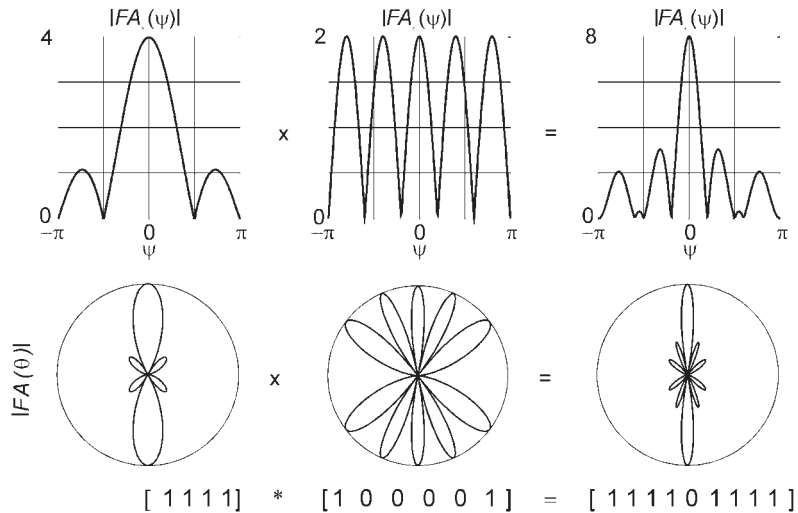 |FA (ψ)| |FA (ψ)| |FA (ψ)|
4 2 8
x =
0 0 0
−π 0 π −π 0 π −π 0 π
ψ ψ ψ
|FA (θ)| x =
[ 1 1 1 1] * [1 0 0 0 0 0 1] = [1 1 1 1 0 1 1 1 1]